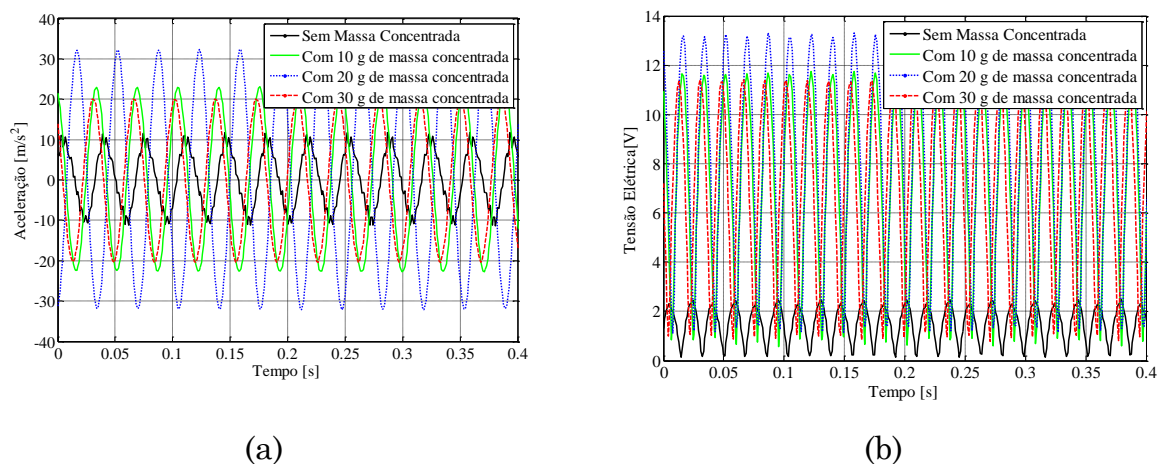 40
30
20
10
0
-10
-20
-30
-40
Aceleração [m/s²]
0 0.05 0.1 0.15 0.2 0.25 0.3 0.35 0.4
Tempo [s]
Sem Massa Concentrada
Com 10 g de massa concentrada
Com 20 g de massa concentrada
Com 30 g de massa concentrada
(a)
14
12
10
8
6
4
2
0
Tensão Elétrica[V]
0 0.05 0.1 0.15 0.2 0.25 0.3 0.35 0.4
Tempo [s]
Sem Massa Concentrada
Com 10 g de massa concentrada
Com 20 g de massa concentrada
Com 30 g de massa concentrada
(b)